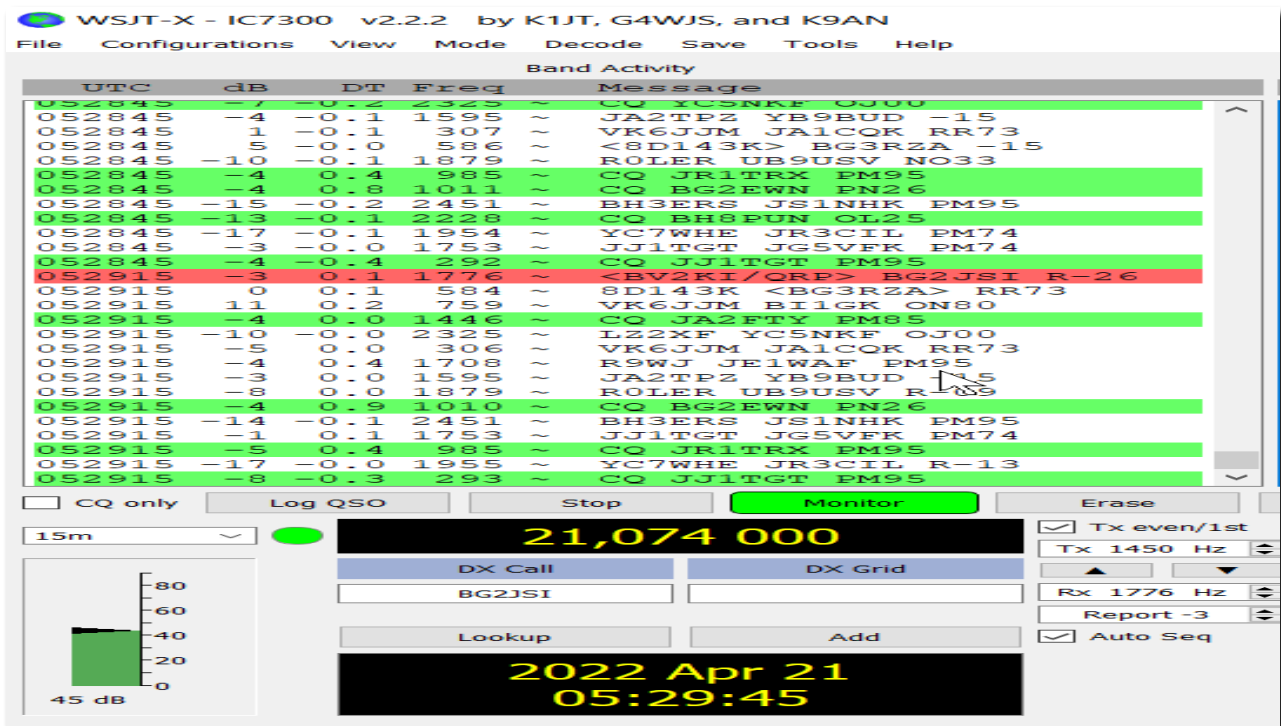 WSJT-X - IC7300 v2.2.2 by K1JT, G4WJS, and K9AN
File Configurations View Mode Decode Save Tools Help
Band Activity
UTC dB DT Freq Message
052845 -7 -0.2 2325 ~ CQ YC5NKF OJ00
052845 -4 -0.1 1595 ~ JA2TPZ YB9BUD -15
052845 1 -0.1 307 ~ VK6JJM JA1CQK RR73
052845 5 -0.0 586 ~ <8D143K> BG3RZA -15
052845 -10 -0.1 1879 ~ R0LER UB9USV NO33
052845 -4 0.4 985 ~ CQ JR1TRX PM95
052845 -4 0.8 1011 ~ CQ BG2EWN PN26
052845 -15 -0.2 2451 ~ BH3ERS JS1NHK PM95
052845 -13 -0.1 2228 ~ CQ BH8PUN OL25
052845 -17 -0.1 1954 ~ YC7WHE JR3CIL PM74
052845 -3 -0.0 1753 ~ JJ1TGT JG5VFK PM74
052845 -4 -0.4 292 ~ CQ JJ1TGT PM95
052915 -3 0.1 1776 ~ <BV2KI/QRP> BG2JSI R-26
052915 0 0.1 584 ~ 8D143K <BG3RZA> RR73
052915 11 0.2 759 ~ VK6JJM BI1GK ON80
052915 -4 0.0 1446 ~ CQ JA2FTY PM85
052915 -10 -0.0 2325 ~ LZ2XF YC5NKF OJ00
052915 -5 0.0 306 ~ VK6JJM JA1CQK RR73
052915 -4 0.4 1708 ~ R9WJ JE1WAF PM95
052915 -3 0.0 1595 ~ JA2TPZ YB9BUD -15
052915 -8 0.0 1879 ~ R0LER UB9USV R-09
052915 -4 0.9 1010 ~ CQ BG2EWN PN26
052915 -14 -0.1 2451 ~ BH3ERS JS1NHK PM95
052915 -1 0.1 1753 ~ JJ1TGT JG5VFK PM74
052915 -5 0.4 985 ~ CQ JR1TRX PM95
052915 -17 -0.0 1955 ~ YC7WHE JR3CIL R-13
052915 -8 -0.3 293 ~ CQ JJ1TGT PM95
CQ only Log QSO Stop Monitor Erase
15m 21,074 000 Tx even/1st
Tx 1450 Hz
DX Call DX Grid
BG2JSI Rx 1776 Hz
Report -3
Lookup Add Auto Seq
80
60
40
20
0
45 dB
2022 Apr 21
05:29:45